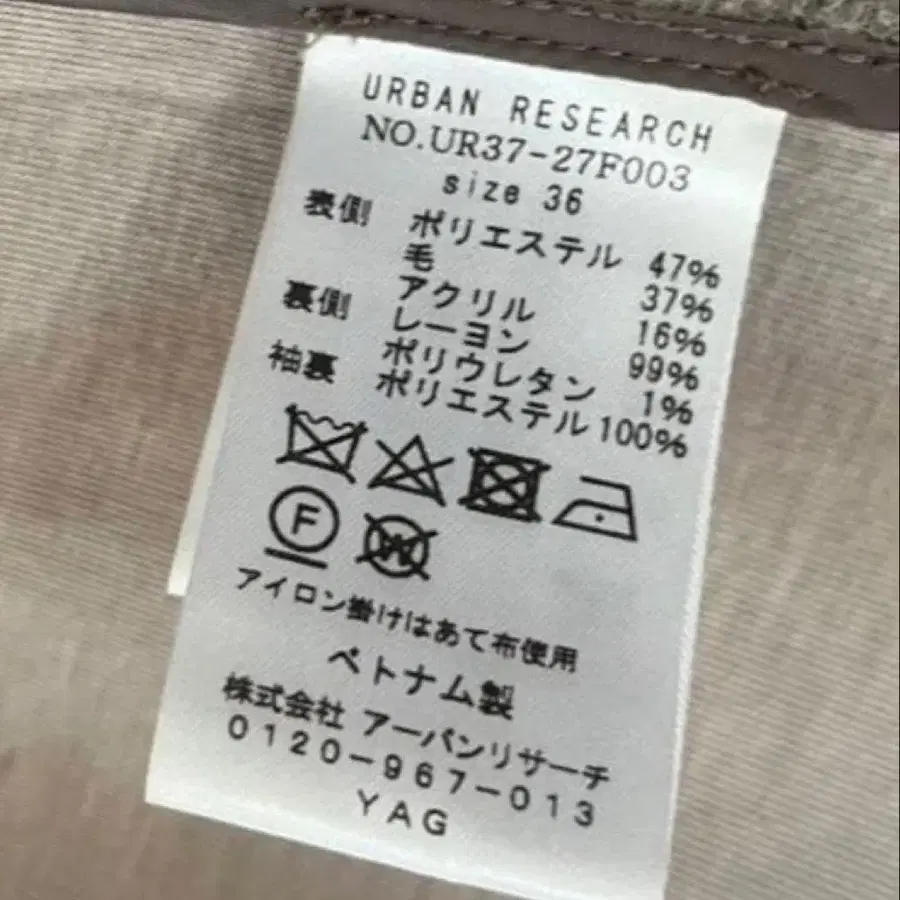 URBAN RESEARCH
NO.UR37-27F003
size 36
表側 ポリエステル 47%
毛 37%
アクリル 16%
裏側 レーヨン 99%
ポリウレタン 1%
袖裏 ポリエステル 100%
F W
アイロン掛けはあて布使用
ベトナム製
株式会社 アーバンリサーチ
0120-967-013
YAG